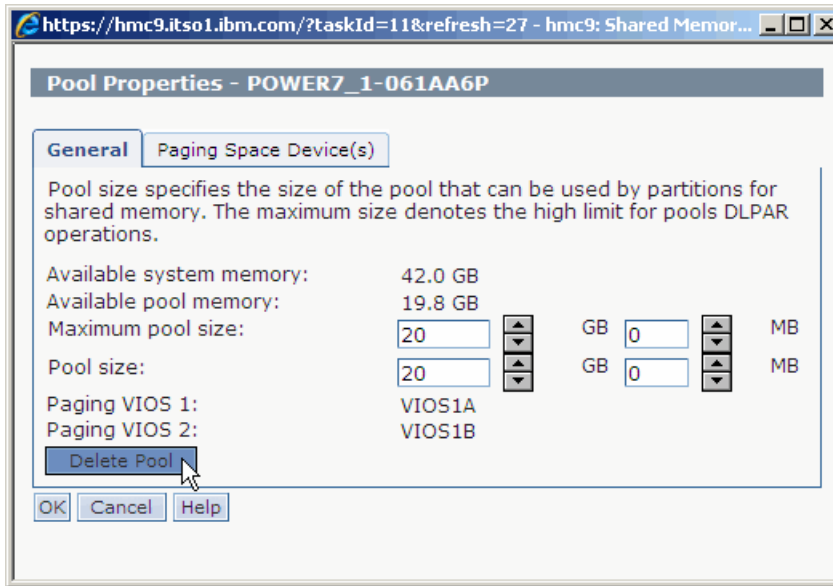 https://hmc9.itso1.ibm.com/?taskId=11&refresh=27 - hmc9: Shared Memor...
Pool Properties - POWER7_1-061AA6P
General Paging Space Device(s)
Pool size specifies the size of the pool that can be used by partitions for
shared memory. The maximum size denotes the high limit for pools DLPAR
operations.
Available system memory: 42.0 GB
Available pool memory: 19.8 GB
Maximum pool size: 20 GB 0 MB
Pool size: 20 GB 0 MB
Paging VIOS 1: VIOS1A
Paging VIOS 2: VIOS1B
Delete Pool
OK Cancel Help